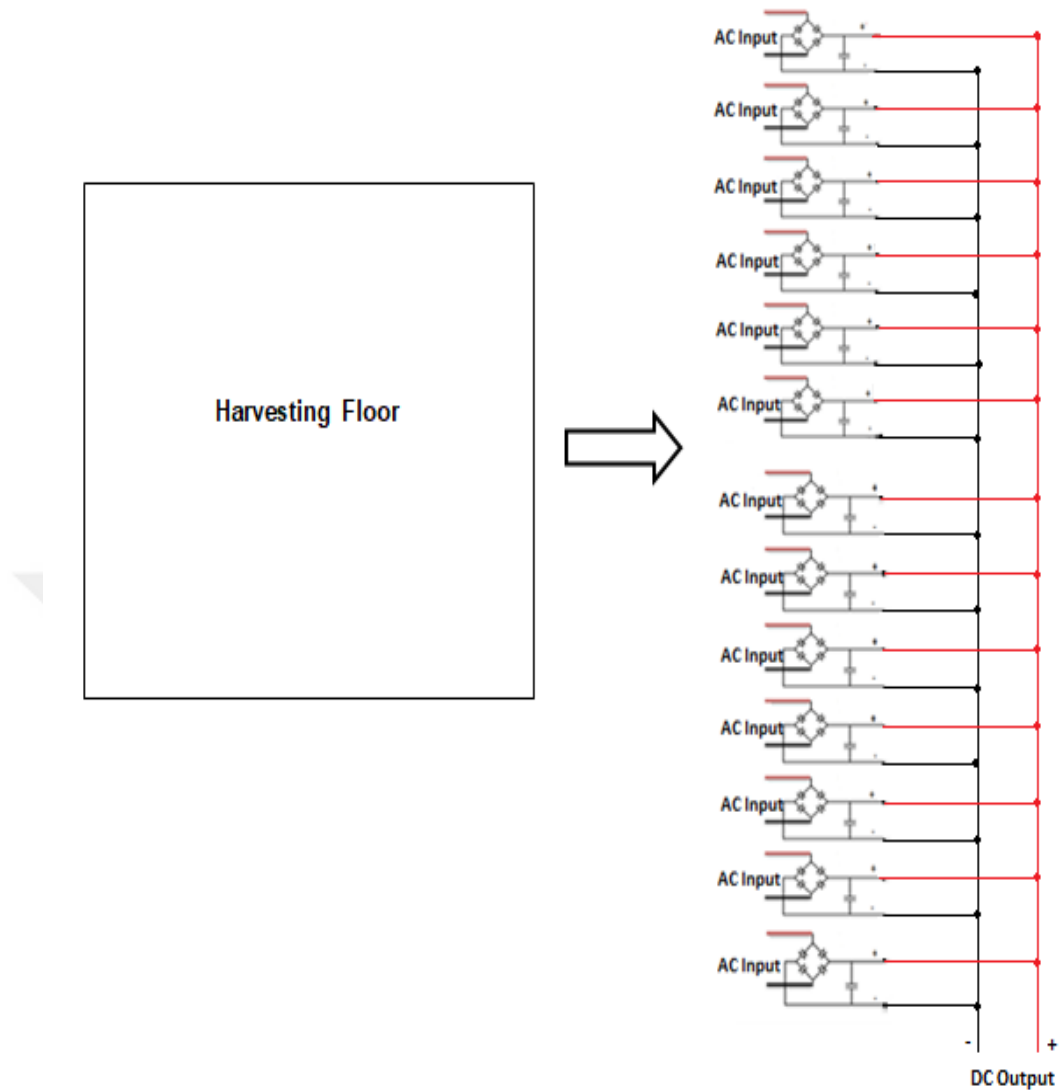 AC Input
+
-
AC Input
+
-
AC Input
+
-
AC Input
+
-
AC Input
+
-
Harvesting Floor
AC Input
+
-
AC Input
+
-
AC Input
+
-
AC Input
+
-
AC Input
+
-
AC Input
+
-
AC Input
+
-
AC Input
+
-
- +
DC Output